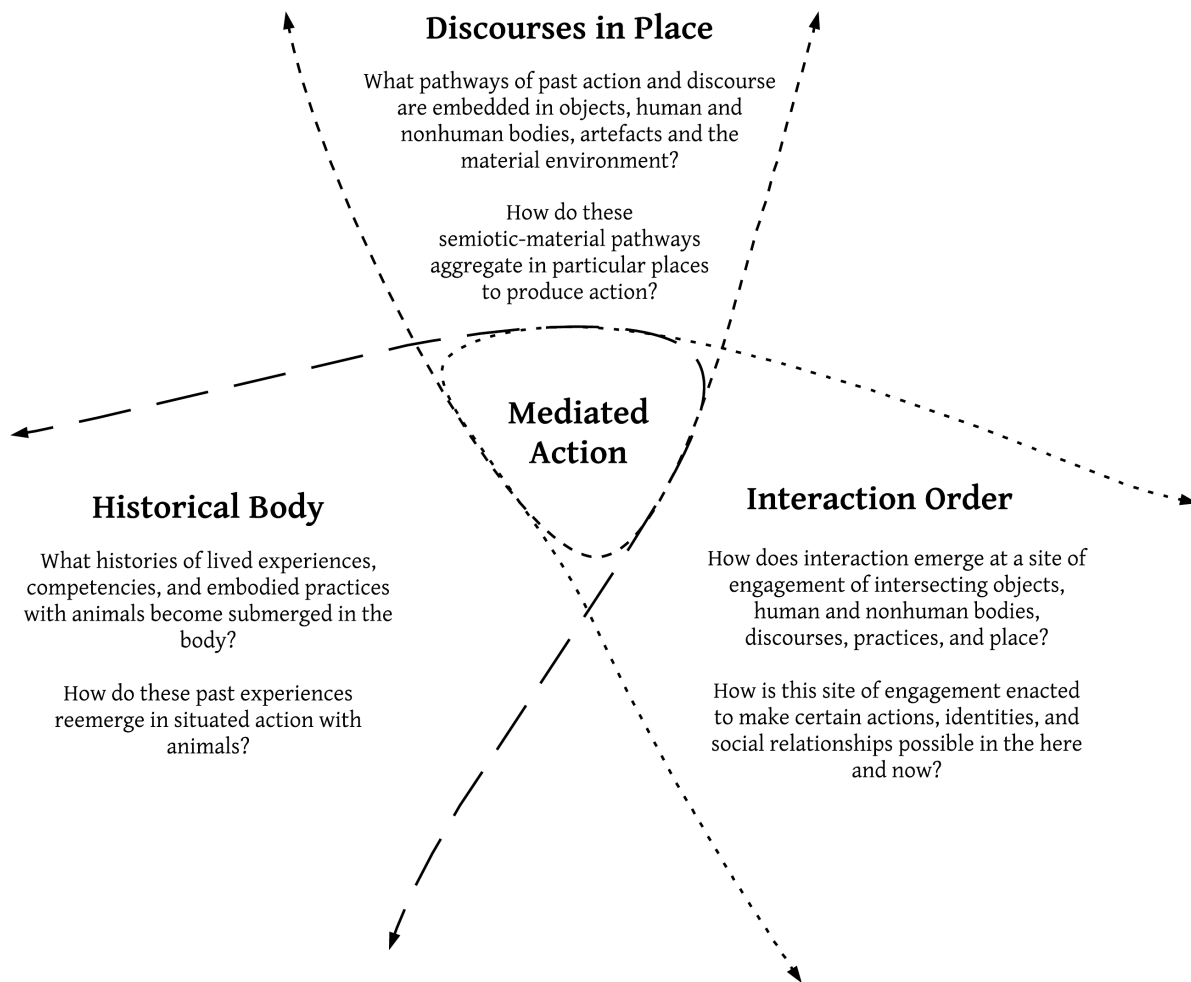 Discourses in Place
What pathways of past action and discourse
are embedded in objects, human and
nonhuman bodies, artefacts and the
material environment?
How do these
semiotic-material pathways
aggregate in particular places
to produce action?
Mediated
Action
Historical Body
What histories of lived experiences,
competencies, and embodied practices
with animals become submerged in the
body?
How do these past experiences
reemerge in situated action with
animals?
Interaction Order
How does interaction emerge at a site of
engagement of intersecting objects,
human and nonhuman bodies,
discourses, practices, and place?
How is this site of engagement enacted
to make certain actions, identities, and
social relationships possible in the here
and now?